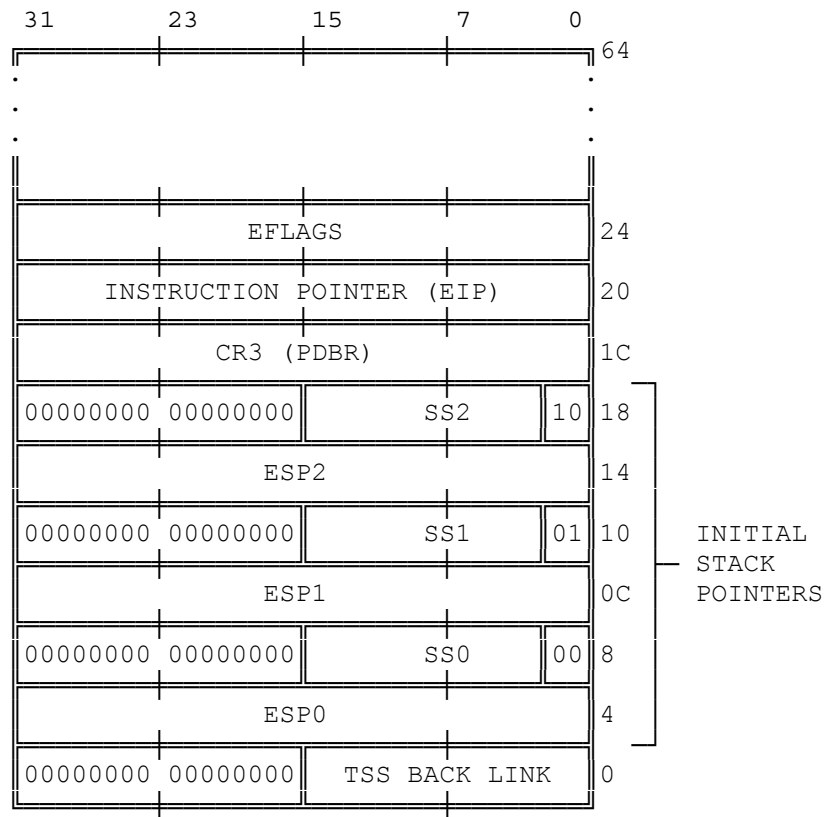 31 23 15 7 0
64
EFLAGS 24
INSTRUCTION POINTER (EIP) 20
CR3 (PDBR) 1C
00000000 00000000 SS2 10 18
ESP2 14
00000000 00000000 SS1 01 10 INITIAL
STACK
ESP1 0C POINTERS
00000000 00000000 SS0 00 8
ESP0 4
00000000 00000000 TSS BACK LINK 0